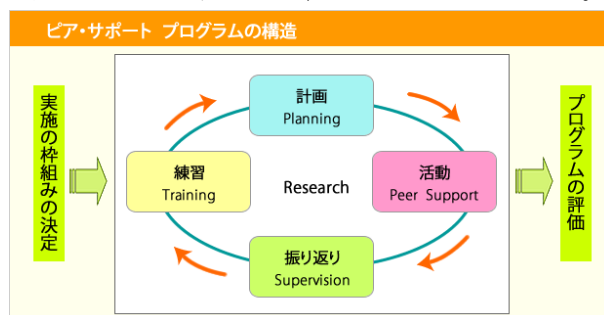 ピア・サポート プログラムの構造
実施の枠組みの決定
計画
Planning
練習
Training
Research
活動
Peer Support
振り返り
Supervision
プログラムの評価